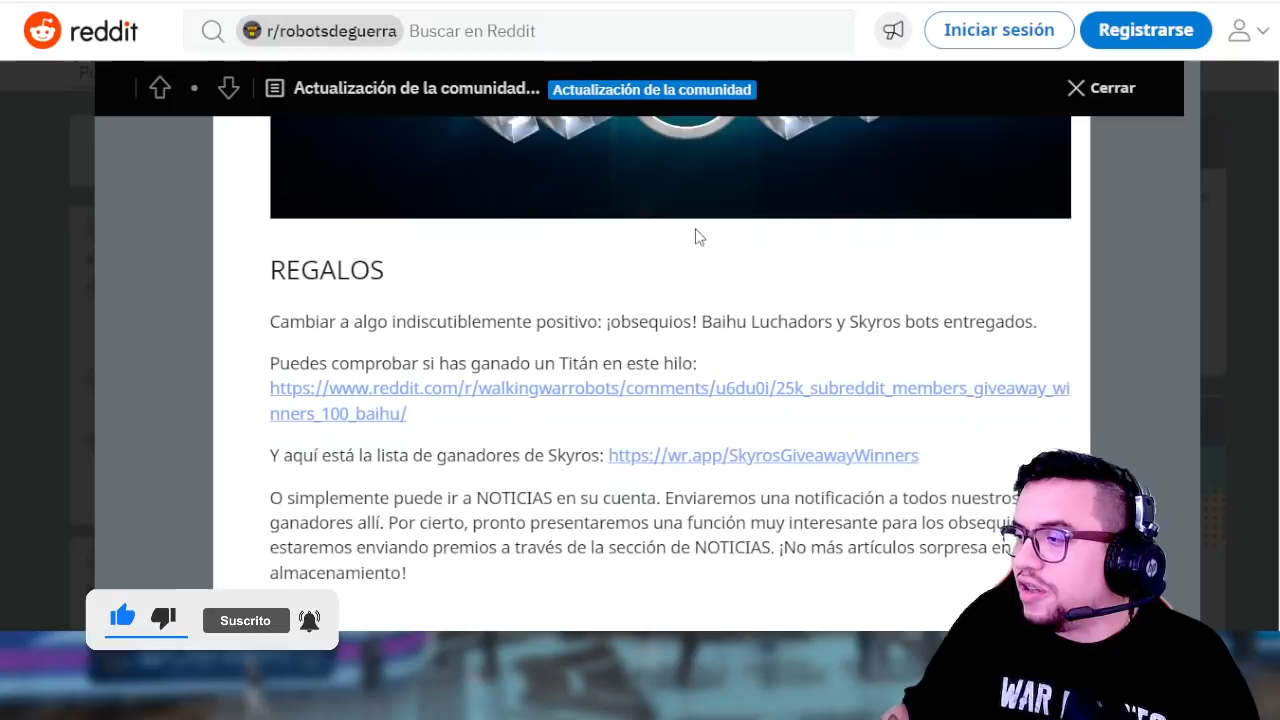 reddit
r/robotsdeguerra Buscar en Reddit
Iniciar sesión
Registrarse
Actualización de la comunidad... Actualización de la comunidad
Cerrar
REGALOS
Cambiar a algo indiscutiblemente positivo: ¡obsequios! Baihu Luchadors y Skyros bots entregados.
Puedes comprobar si has ganado un Titán en este hilo:
https://www.reddit.com/r/walkingwarrobots/comments/u6du0i/25k_subreddit_members_giveaway_wi
nners_100_baihu/
Y aquí está la lista de ganadores de Skyros: https://wr.app/SkyrosGiveawayWinners
O simplemente puede ir a NOTICIAS en su cuenta. Enviaremos una notificación a todos nuestros
ganadores allí. Por cierto, pronto presentaremos una función muy interesante para los
estaremos enviando premios a través de la sección de NOTICIAS. ¡No más artículos sorpresa en
almacenamiento!
Suscrito
hp
WAR